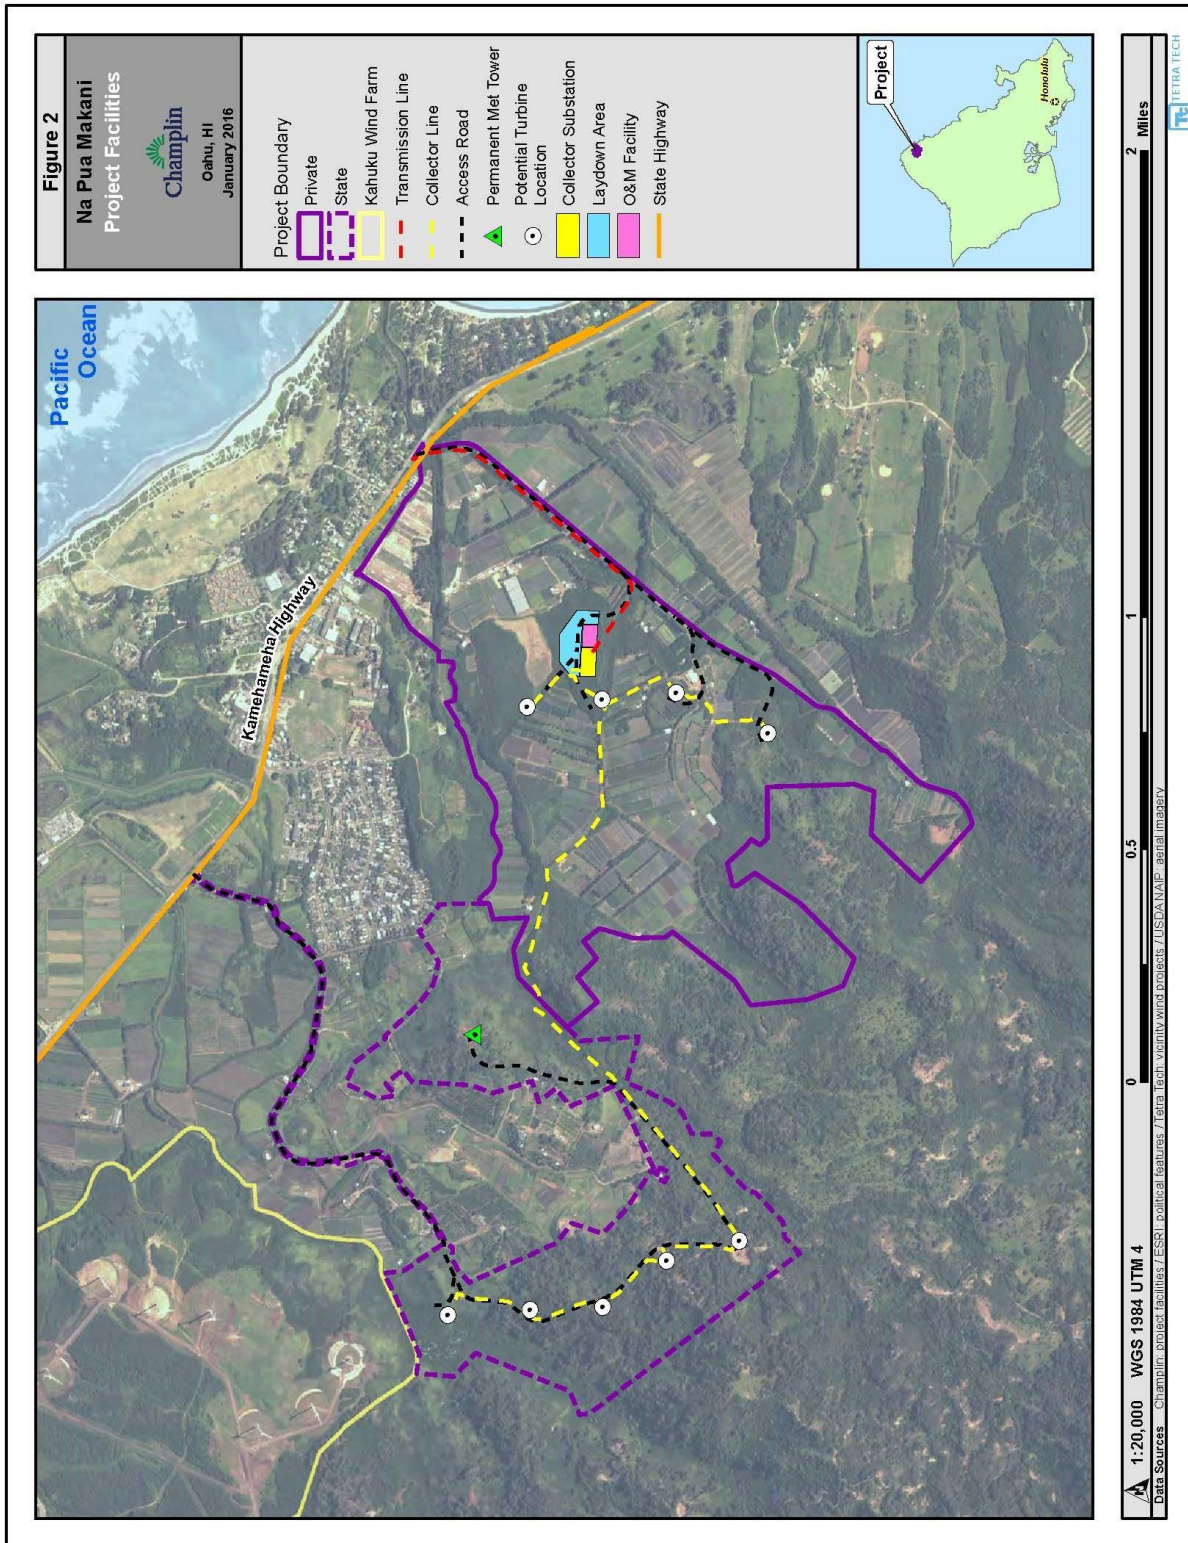 Figure 2
Na Pua Makani
Project Facilities
Champlin
Oahu, HI
January 2016
Project Boundary
Private
State
Kahuku Wind Farm
Transmission Line
Collector Line
Access Road
Permanent Met Tower
Potential Turbine
Location
Collector Substation
Laydown Area
O&M Facility
State Highway
Project
Honolulu
Pacific
Ocean
Kamehameha Highway
N
1:20,000 WGS 1984 UTM 4
0 0.5 1 2 Miles
Data Sources Champlin: project facilities / ESRI: political features / Tetra Tech: vicinity wind projects / USDA NAIP: aerial imagery
Tt TETRA TECH